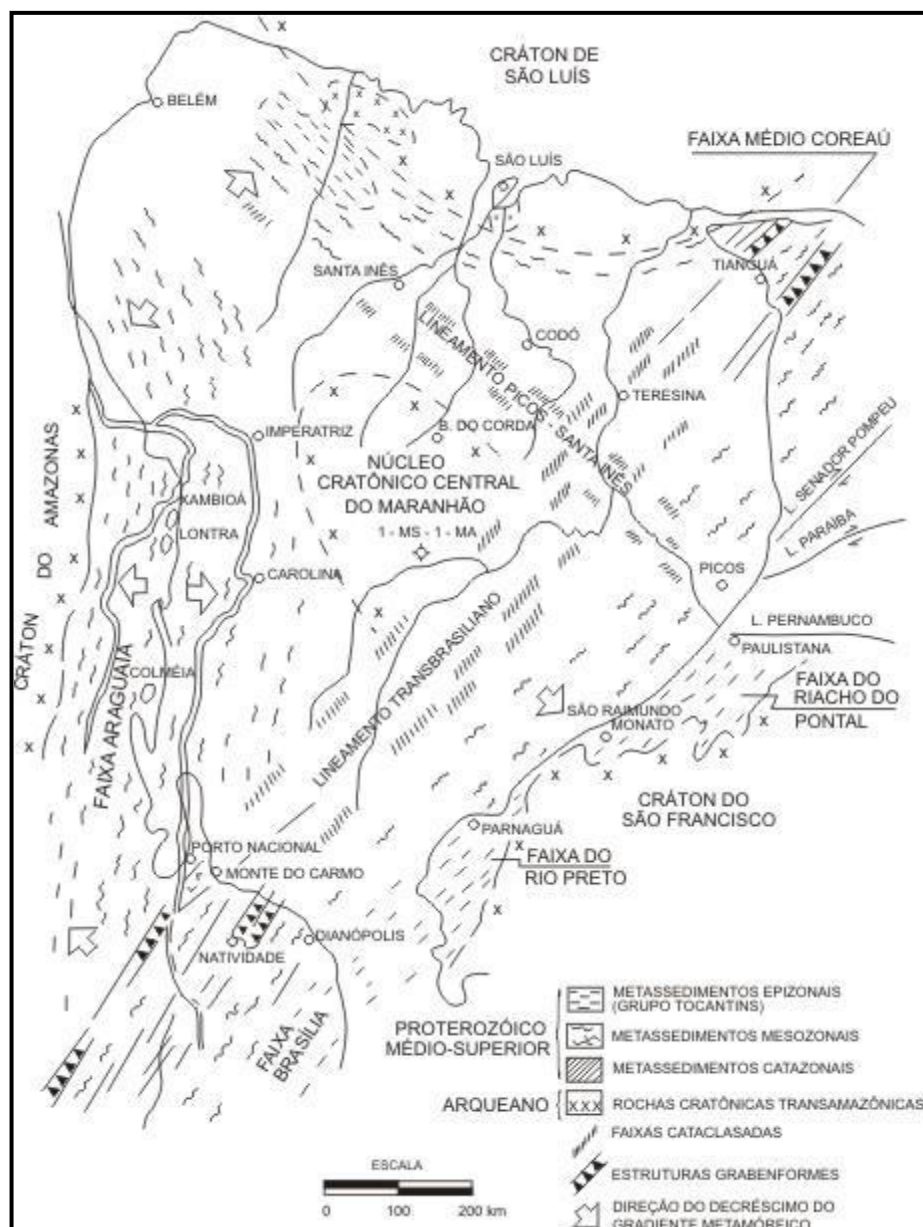 CRÁTON DE
SÃO LUÍS
BELÉM
FAIXA MÉDIO COREAÚ
SÃO LUÍS
TIANGUÁ
SANTA INÊS
LINEAMENTO PICOS - SANTA INÊS
CODÓ
TERESINA
IMPERATRIZ
B. DO CORDA
NÚCLEO
CRATÔNICO CENTRAL
DO MARANHÃO
1 - MS - 1 - MA
L. SENADOR POMPEU
L. PARAÍBA
CRÁTON DO AMAZONAS
XAMBIOÁ
LONTRA
CAROLINA
PICOS
L. PERNAMBUCO
PAULISTANA
COLMÉIA
FAIXA ARAGUAIA
LINEAMENTO TRANSBRASILIANO
SÃO RAIMUNDO
MONATO
FAIXA DO
RIACHO DO
PONTAL
CRÁTON DO
SÃO FRANCISCO
PARNAGUÁ
FAIXA DO
RIO PRETO
PORTO NACIONAL
MONTE DO CARMO
NATIVIDADE
DIANÓPOLIS
FAIXA
BRASÍLIA
PROTEROZÓICO
MÉDIO-SUPERIOR
METASSEDIMENTOS EPIZONAIS
(GRUPO TOCANTINS)
METASSEDIMENTOS MESOZONAIS
METASSEDIMENTOS CATAZONAIS
ARQUEANO
XXX
ROCHAS CRATÔNICAS TRANSAMAZÔNICAS
FAIXAS CATACLASADAS
ESTRUTURAS GRABENFORMES
DIREÇÃO DO DECRÉSCIMO DO
GRADIENTE METAMÓRFICO
ESCALA
0 100 200 km